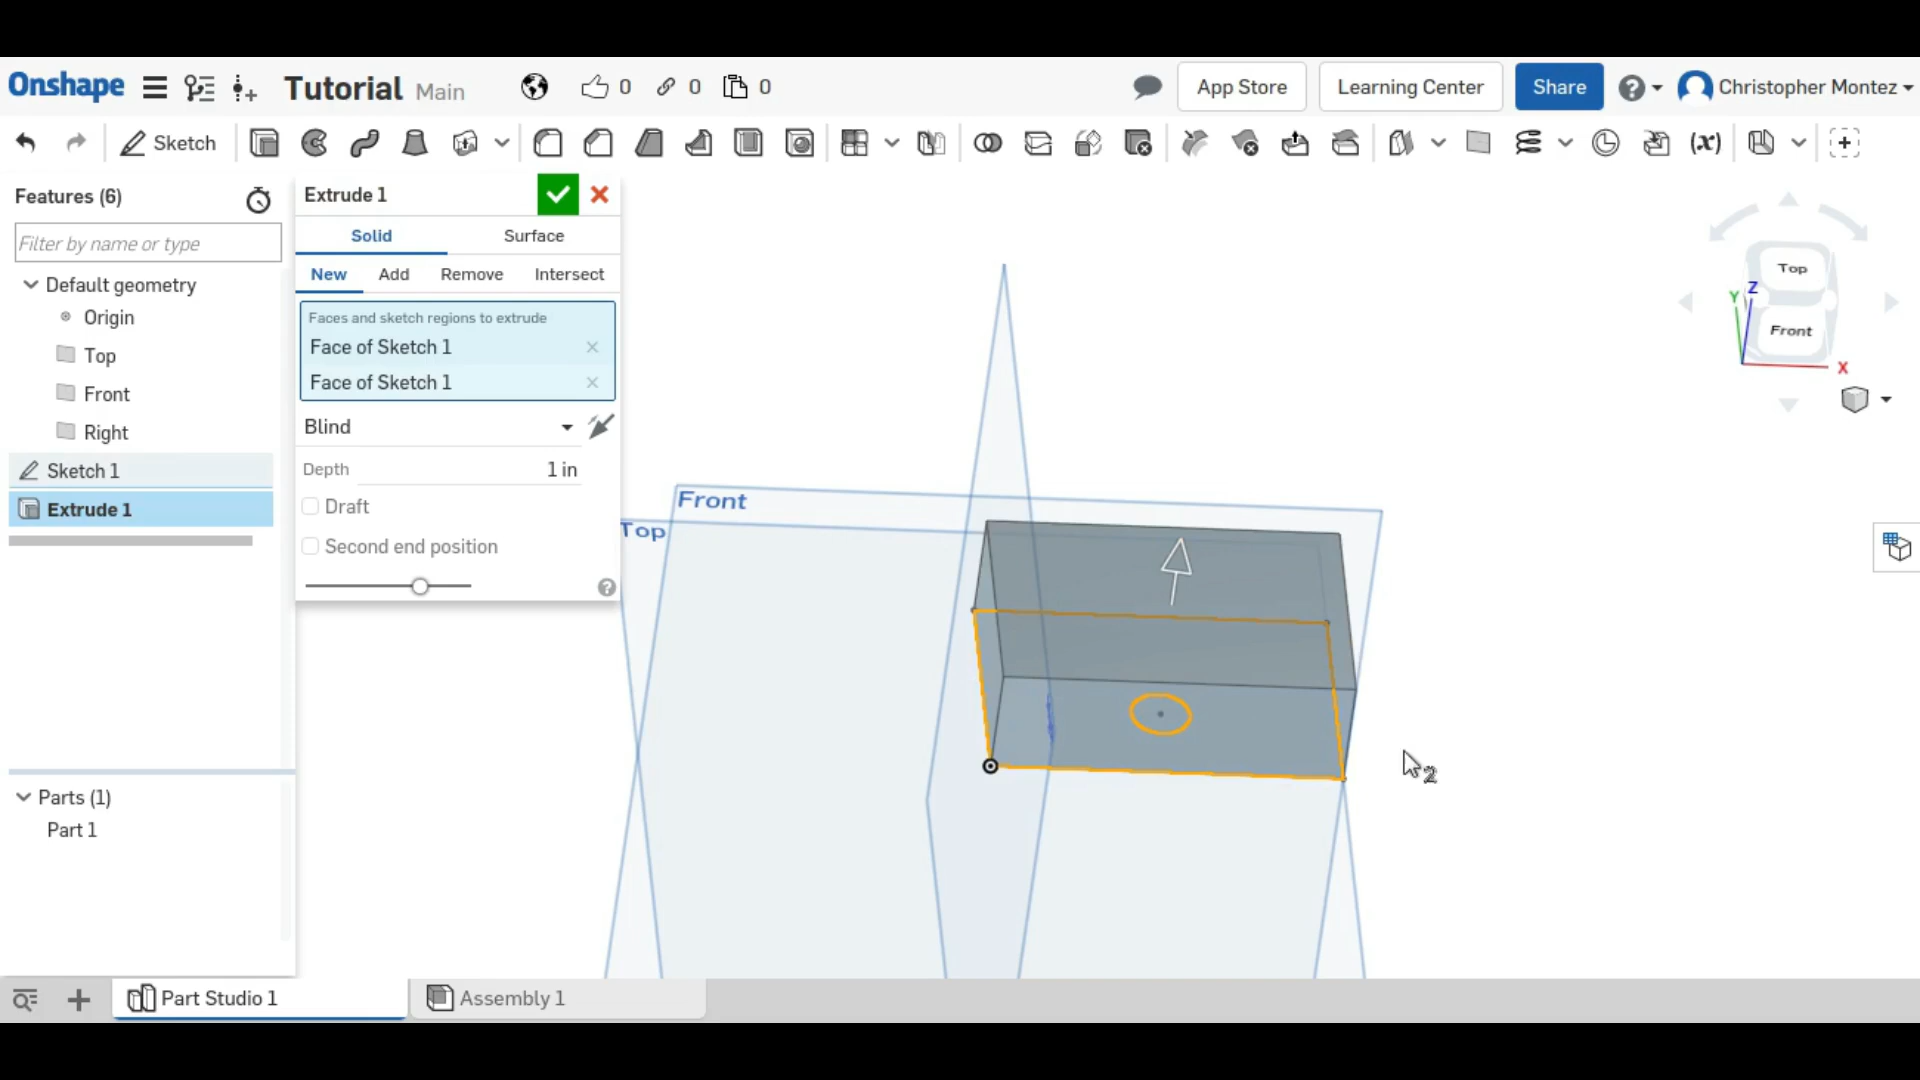 Onshape Tutorial Main 0 0 0 App Store Learning Center Share ? Christopher Montez
Sketch (x)
Features (6)
Filter by name or type
Default geometry
Origin
Top
Front
Right
Sketch 1
Extrude 1
Parts (1)
Part 1
Extrude 1
Solid Surface
New Add Remove Intersect
Faces and sketch regions to extrude
Face of Sketch 1
Face of Sketch 1
Blind
Depth 1 in
Draft
Second end position
?
Front
Top
Top
Front
Z
Y
X
2
Part Studio 1 Assembly 1